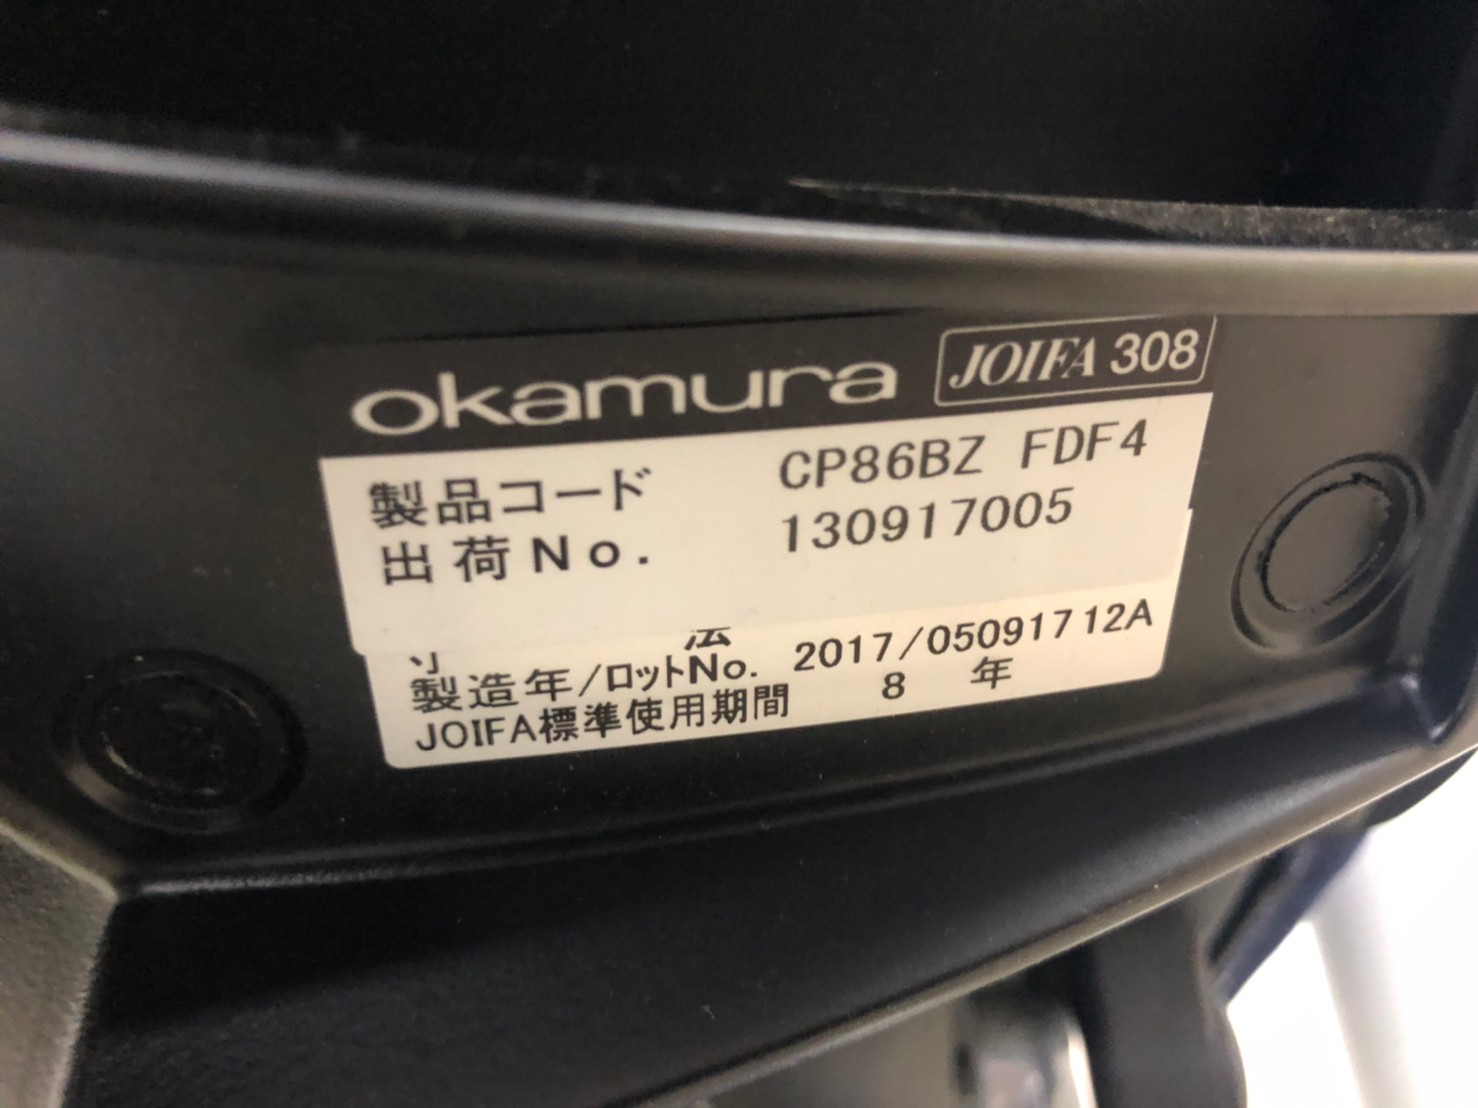 okamura JOIFA 308
製品コード CP86BZ FDF4
出荷No. 130917005
法
製造年/ロットNo. 2017/05091712A
JOIFA標準使用期間 8 年